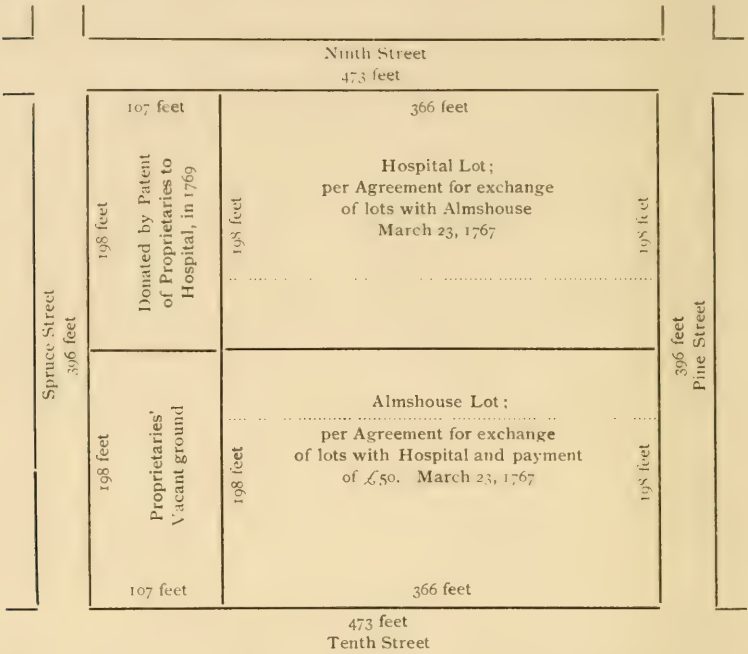 Ninth Street
473 feet
107 feet
366 feet
198 feet
Donated by Patent
of Proprietaries to
Hospital, in 1769
198 feet
Hospital Lot;
per Agreement for exchange
of lots with Almshouse
March 23, 1767
198 feet
Spruce Street
396 feet
396 feet
Pine Street
198 feet
Proprietaries'
Vacant ground
198 feet
Almshouse Lot;
per Agreement for exchange
of lots with Hospital and payment
of £50. March 23, 1767
198 feet
107 feet
366 feet
473 feet
Tenth Street